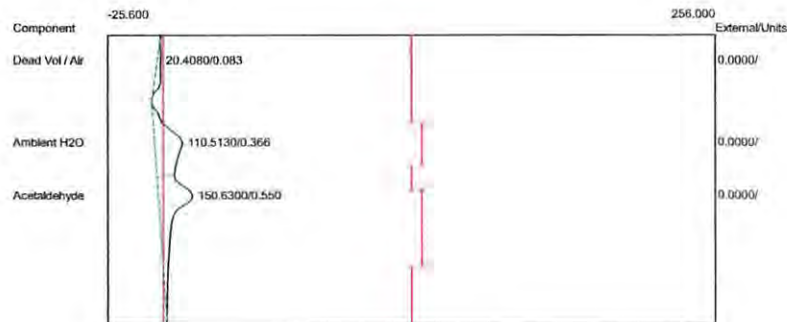 -25.600 256.000
Component External/Units
Dead Vol / Air 20.4080/0.083 0.0000/
Ambient H2O 110.5130/0.366 0.0000/
Acetaldehyde 150.6300/0.550 0.0000/